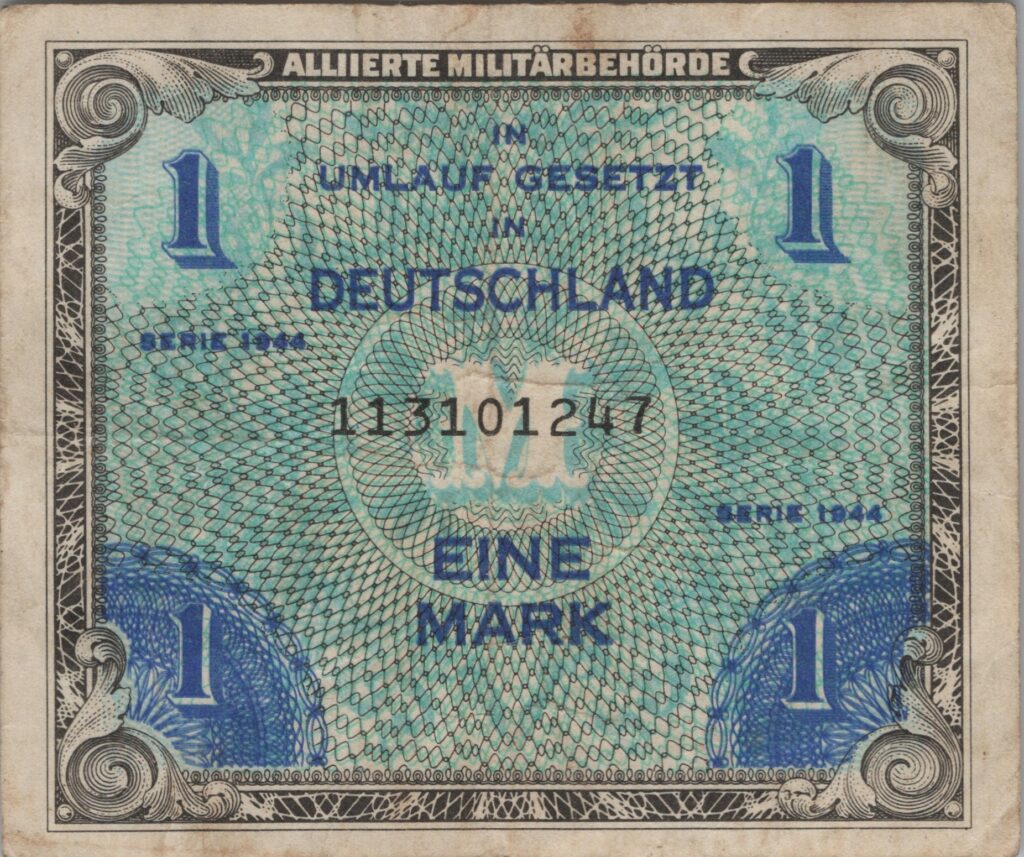 ALLIIERTE MILITÄRBEHÖRDE
IN
UMLAUF GESETZT
IN
1 1
DEUTSCHLAND
SERIE 1944
M
113101247
SERIE 1944
EINE
MARK
1 1